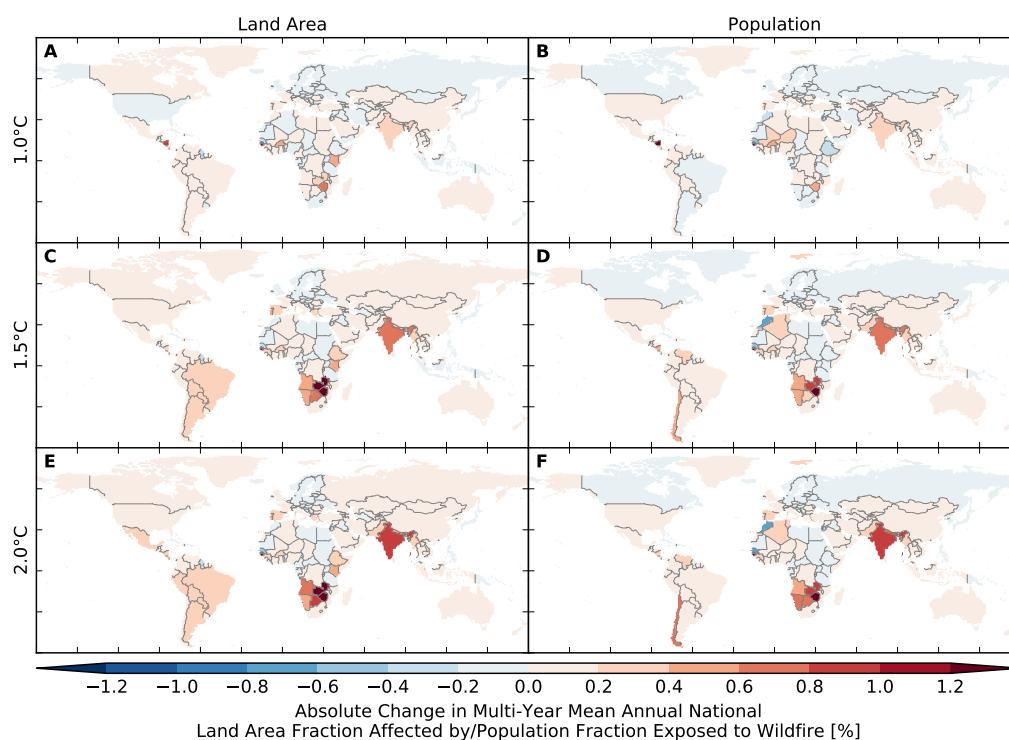 Land Area
Population
A
B
1.0°C
C
D
1.5°C
E
F
2.0°C
−1.2 −1.0 −0.8 −0.6 −0.4 −0.2 0.0 0.2 0.4 0.6 0.8 1.0 1.2
Absolute Change in Multi-Year Mean Annual National
Land Area Fraction Affected by/Population Fraction Exposed to Wildfire [%]